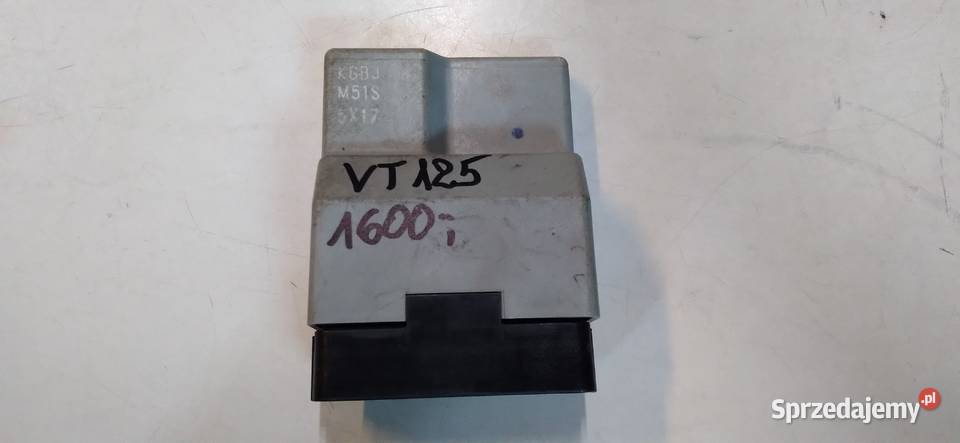 KGBJ
M51S
5X17
VT125
1600,-
Sprzedajemy.pl